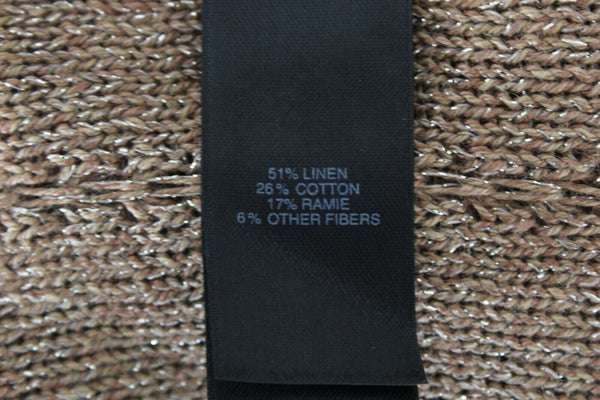 51% LINEN
26% COTTON
17% RAMIE
6% OTHER FIBERS